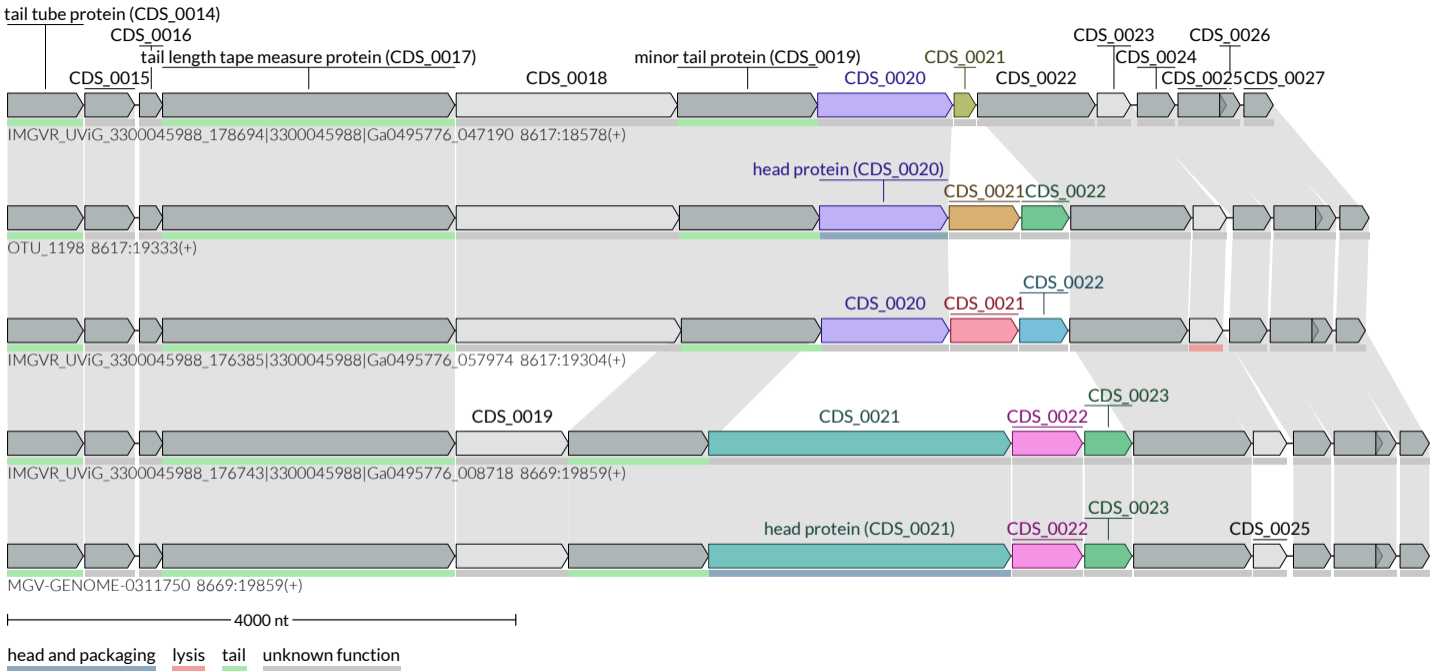 tail tube protein (CDS_0014)
CDS_0016
CDS_0023
CDS_0026
tail length tape measure protein (CDS_0017)
minor tail protein (CDS_0019)
CDS_0021
CDS_0024
CDS_0015
CDS_0018
CDS_0020
CDS_0022
CDS_0025
CDS_0027
IMGVR_UViG_3300045988_178694|3300045988|Ga0495776_047190 8617:18578(+)
head protein (CDS_0020)
CDS_0021
CDS_0022
OTU_1198 8617:19333(+)
CDS_0022
CDS_0020
CDS_0021
IMGVR_UViG_3300045988_176385|3300045988|Ga0495776_057974 8617:19304(+)
CDS_0023
CDS_0019
CDS_0021
CDS_0022
IMGVR_UViG_3300045988_176743|3300045988|Ga0495776_008718 8669:19859(+)
CDS_0023
head protein (CDS_0021)
CDS_0022
CDS_0025
MGV-GENOME-0311750 8669:19859(+)
4000 nt
head and packaging lysis tail unknown function